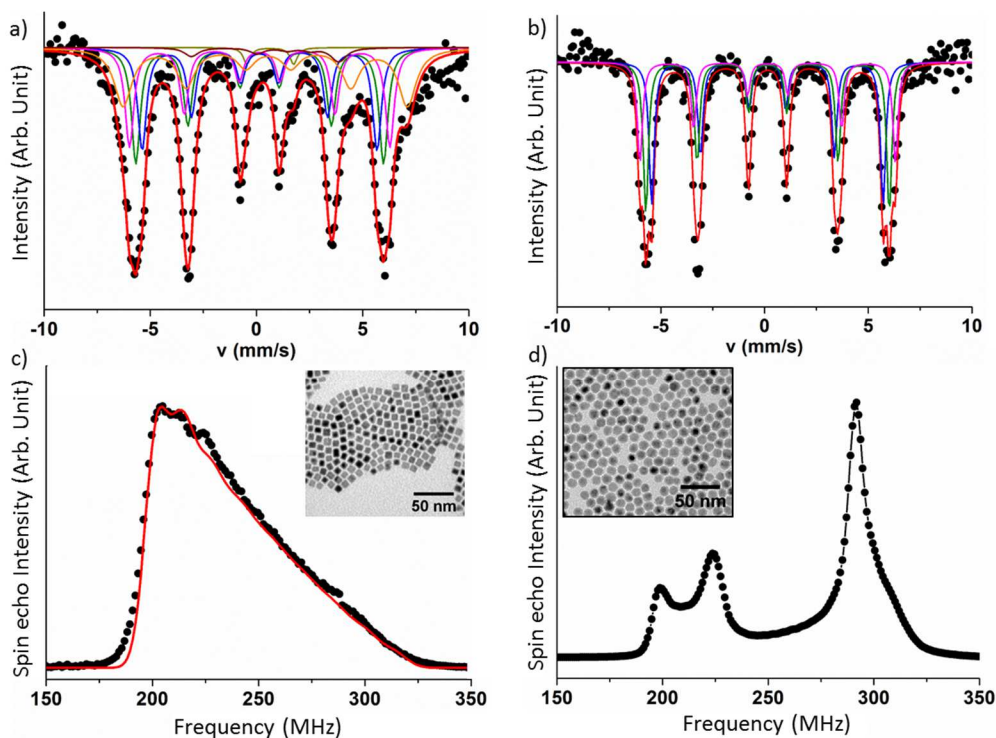 a)
Intensity (Arb. Unit)
-10 -5 0 5 10
v (mm/s)
b)
Intensity (Arb. Unit)
-10 -5 0 5 10
v (mm/s)
c)
Spin echo Intensity (Arb. Unit)
50 nm
150 200 250 300 350
Frequency (MHz)
d)
Spin echo Intensity (Arb. Unit)
50 nm
150 200 250 300 350
Frequency (MHz)